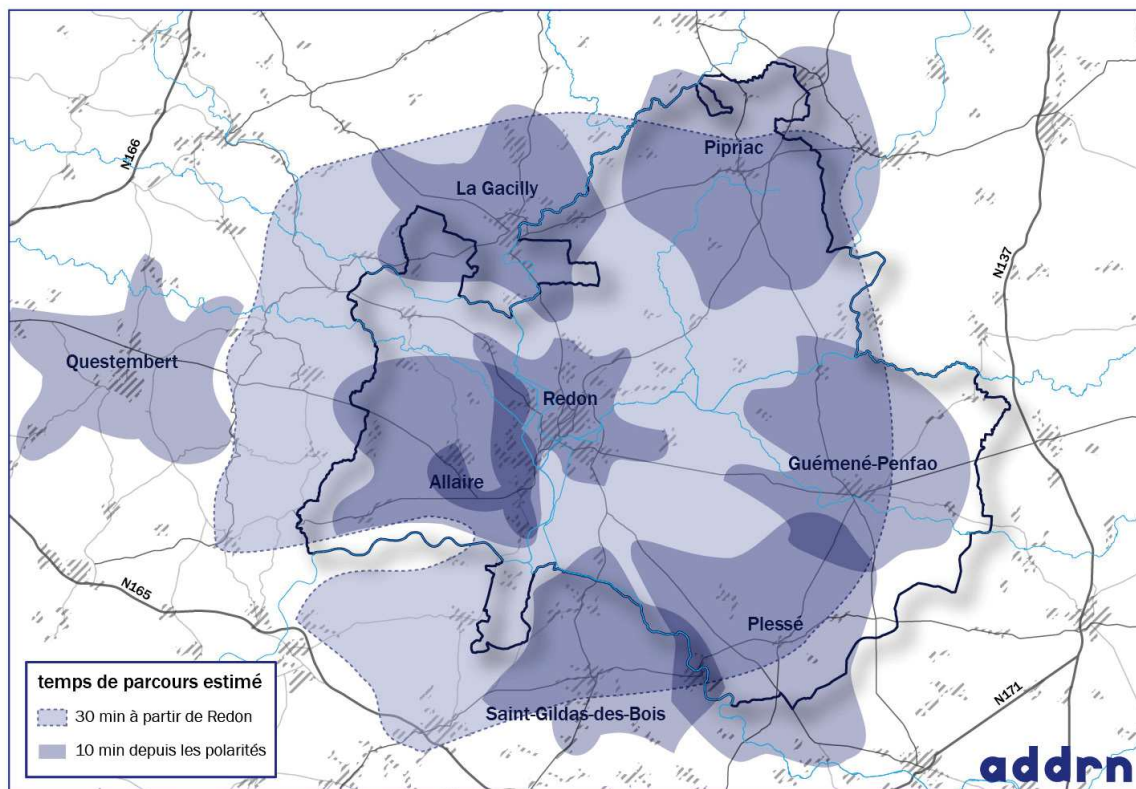 N166
Pipriac
La Gacilly
N137
Questembert
Redon
Guémené-Penfao
Allaire
N165
Plessé
N171
Saint-Gildas-des-Bois
temps de parcours estimé
30 min à partir de Redon
10 min depuis les polarités
addrn